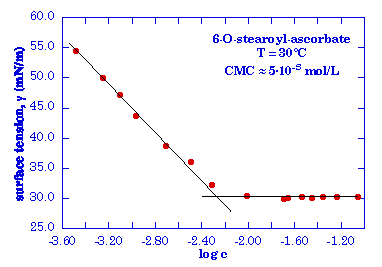 60.0
6-O-stearoyl-ascorbate
T = 30°C
CMC ≈ 5·10⁻⁵ mol/L
55.0
50.0
45.0
40.0
35.0
30.0
25.0
surface tension, γ (mN/m)
-3.60 -3.20 -2.80 -2.40 -2.00 -1.60 -1.20
log c